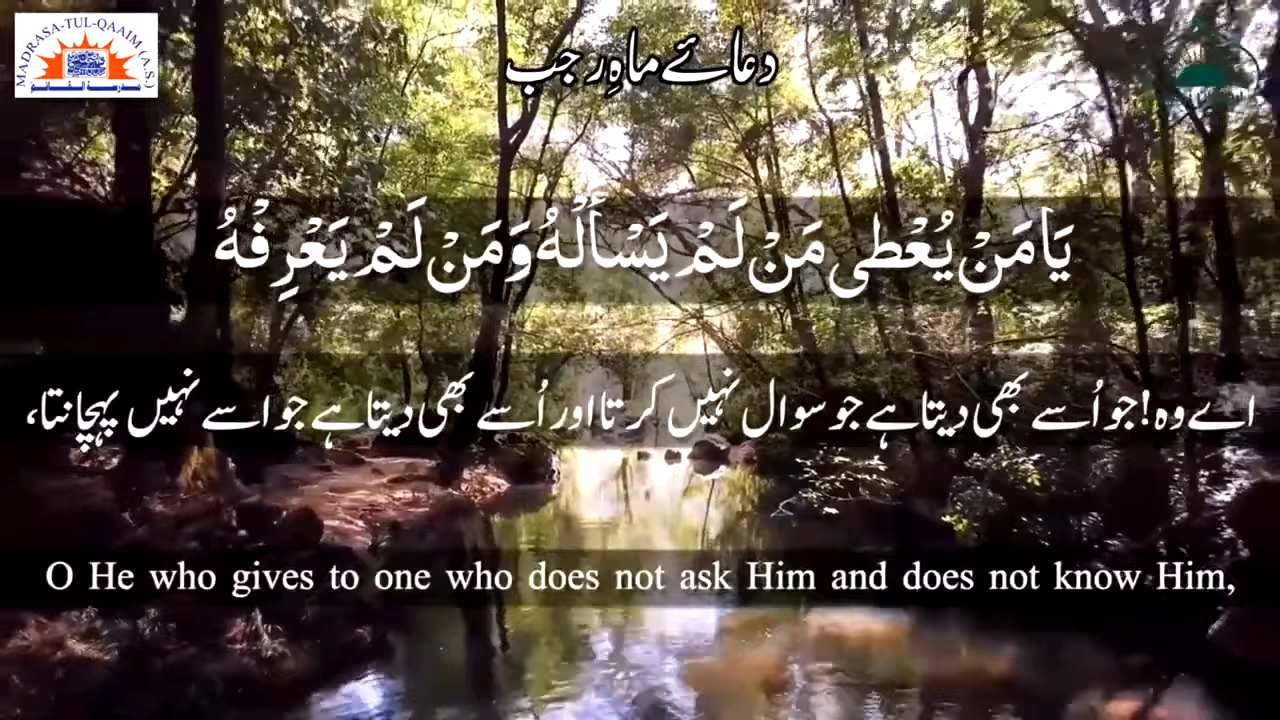 MADRASA-TUL-QAAIM (A.S.)
مدرسة القائم
دعائے ماہِ رجب
يَا مَنْ يُعْطِى مَنْ لَمْ يَسْأَلْهُ وَمَنْ لَمْ يَعْرِفْهُ
اے وہ! جو اُسے بھی دیتا ہے جو سوال نہیں کرتا اور اُسے بھی دیتا ہے جو اسے نہیں پہچانتا،
O He who gives to one who does not ask Him and does not know Him,